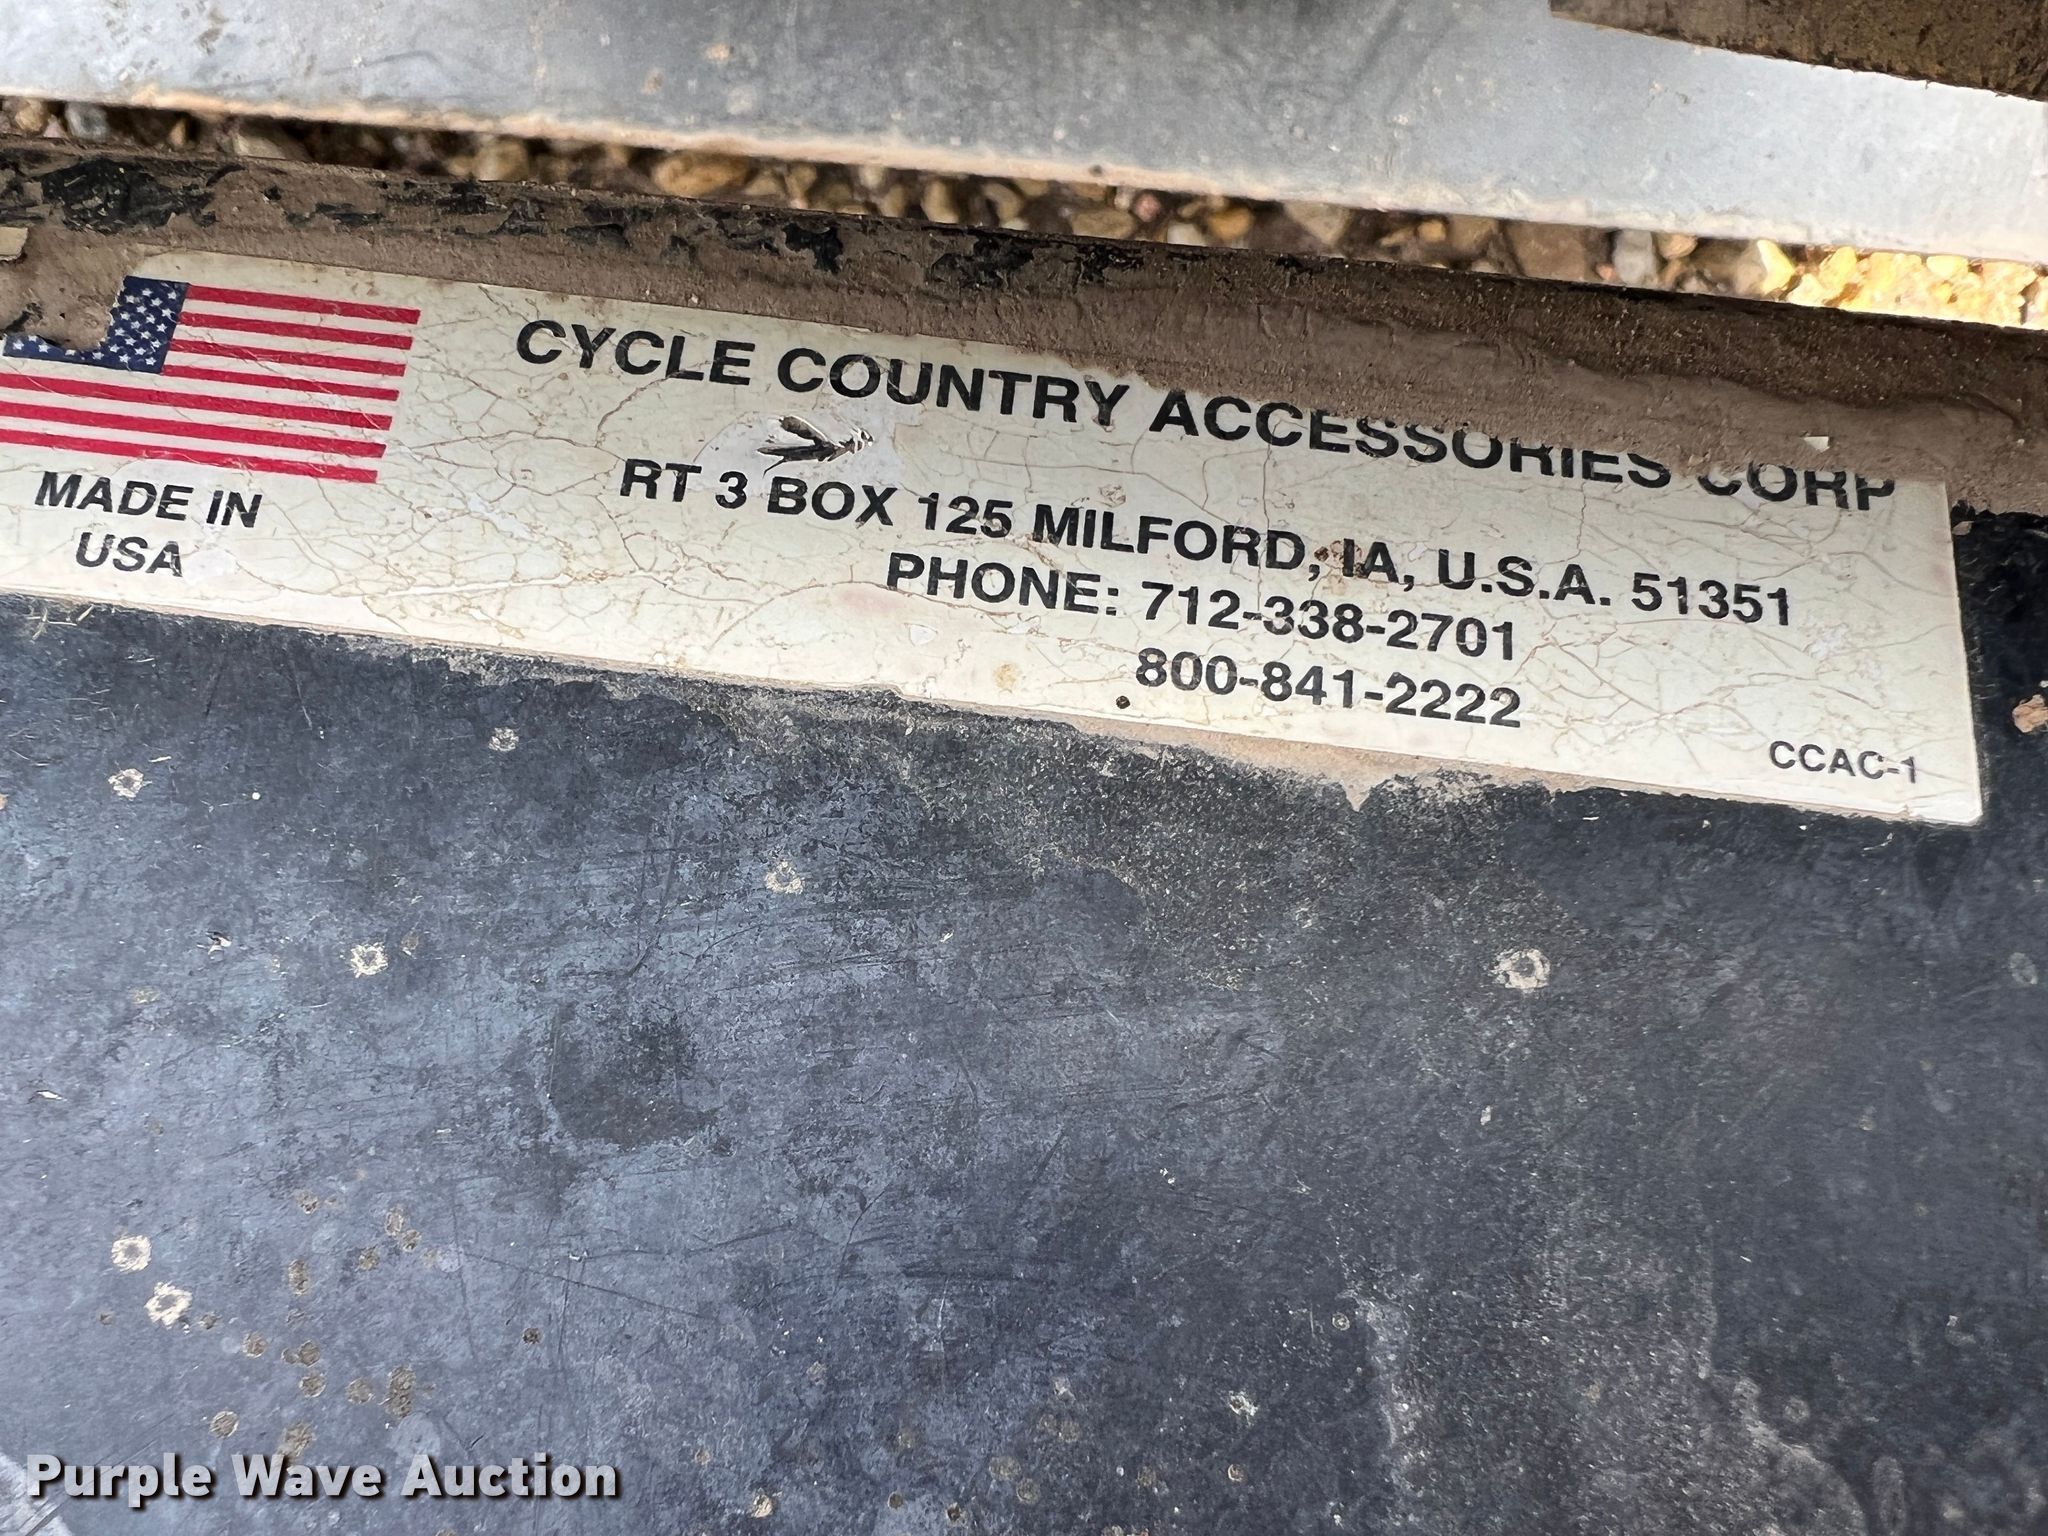 CYCLE COUNTRY ACCESSORIES CORP
RT 3 BOX 125 MILFORD, IA, U.S.A. 51351
PHONE: 712-338-2701
800-841-2222
MADE IN
USA
CCAC-1
Purple Wave Auction